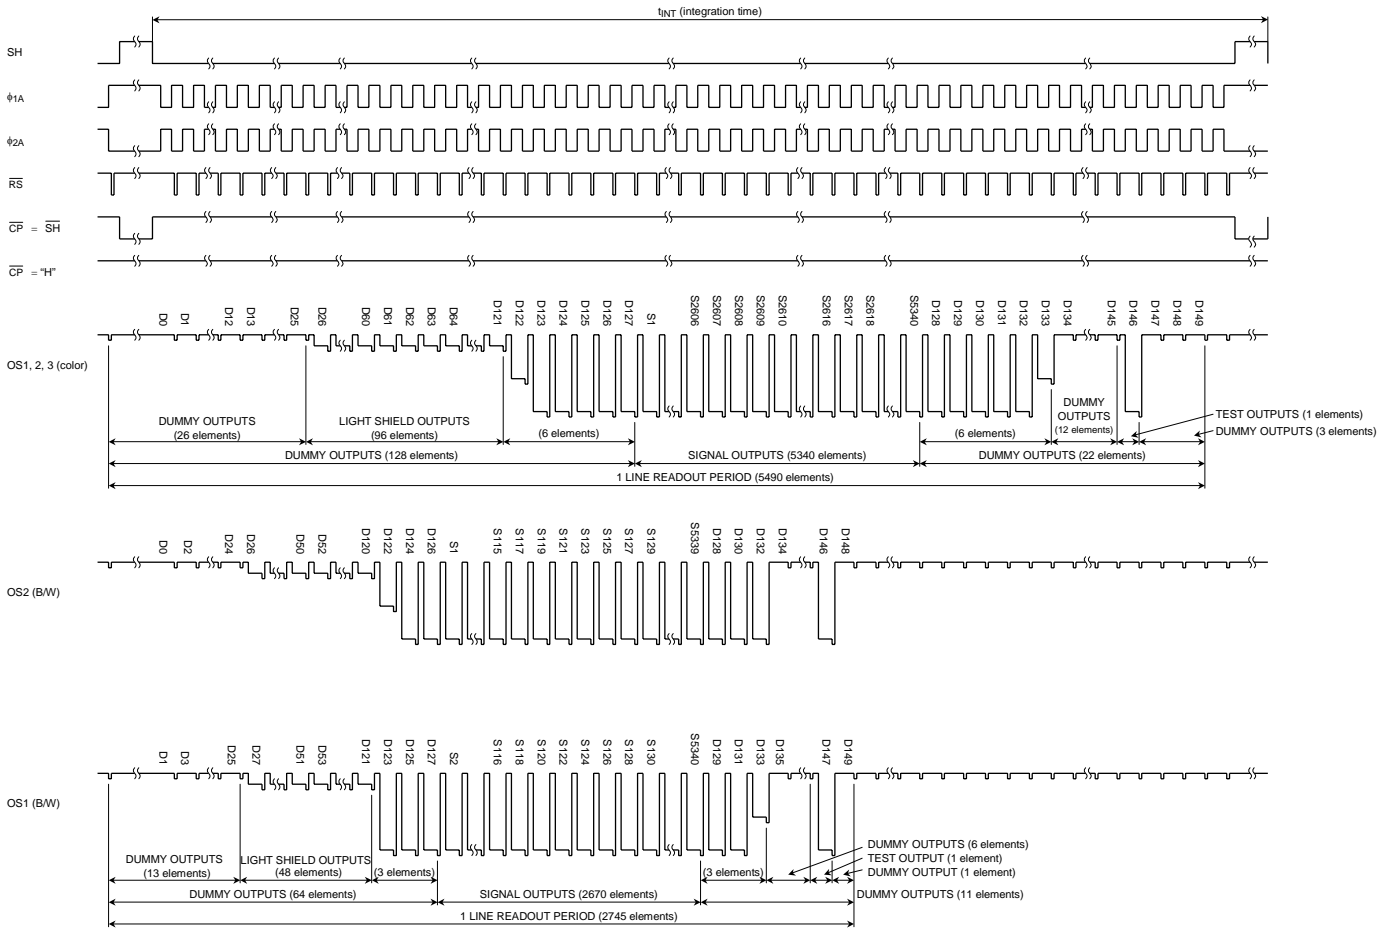 tINT (integration time)
SH
ϕ1A
ϕ2A
RS
CP = SH
CP = “H”
D0 D1 D12 D13 D25 D26 D60 D61 D62 D63 D64 D121 D122 D123 D124 D125 D126 D127 S1 S2606 S2607 S2608 S2609 S2610 S2616 S2617 S2618 S5340 D128 D129 D130 D131 D132 D133 D134 D145 D146 D147 D148 D149
OS1, 2, 3 (color)
DUMMY OUTPUTS
(26 elements)
LIGHT SHIELD OUTPUTS
(96 elements)
(6 elements)
(6 elements)
DUMMY
OUTPUTS
(12 elements)
TEST OUTPUTS (1 elements)
DUMMY OUTPUTS (3 elements)
DUMMY OUTPUTS (128 elements)
SIGNAL OUTPUTS (5340 elements)
DUMMY OUTPUTS (22 elements)
1 LINE READOUT PERIOD (5490 elements)
D0 D2 D24 D26 D50 D52 D120 D122 D124 D126 S1 S115 S117 S119 S121 S123 S125 S127 S129 S5339 D128 D130 D132 D134 D146 D148
OS2 (B/W)
D1 D3 D25 D27 D51 D53 D121 D123 D125 D127 S2 S116 S118 S120 S122 S124 S126 S128 S130 S5340 D129 D131 D133 D135 D147 D149
OS1 (B/W)
DUMMY OUTPUTS
(13 elements)
LIGHT SHIELD OUTPUTS
(48 elements)
(3 elements)
(3 elements)
DUMMY OUTPUTS (6 elements)
TEST OUTPUT (1 element)
DUMMY OUTPUT (1 element)
DUMMY OUTPUTS (64 elements)
SIGNAL OUTPUTS (2670 elements)
DUMMY OUTPUTS (11 elements)
1 LINE READOUT PERIOD (2745 elements)